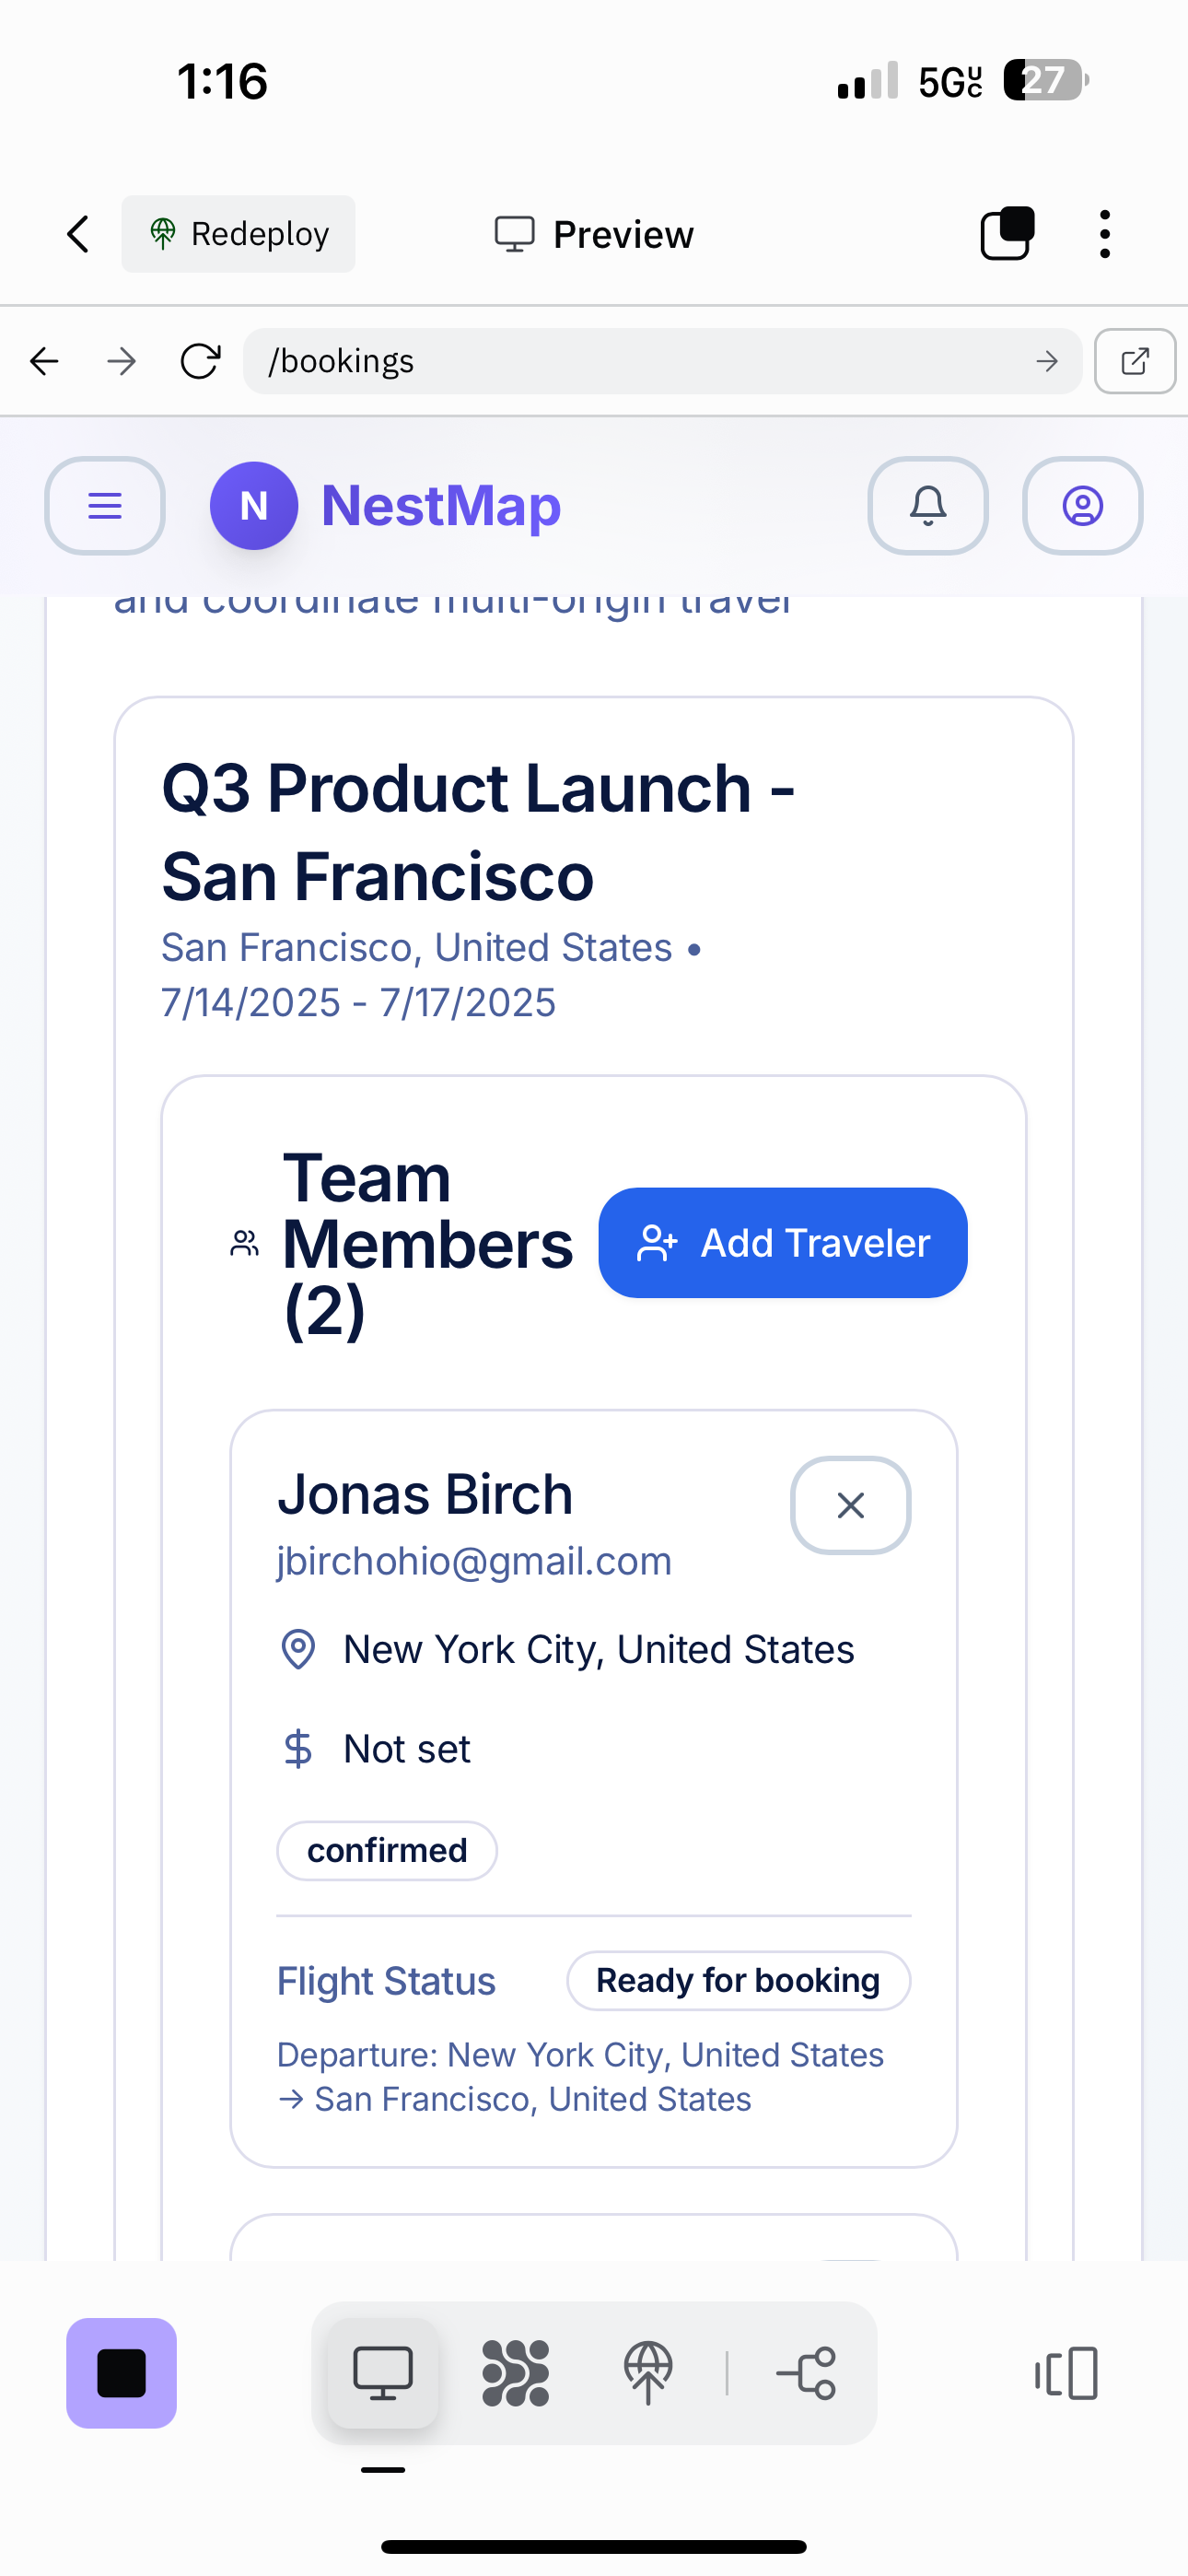 1:16
5GUC
27
Redeploy
Preview
/bookings
N
NestMap
and coordinate multi-origin travel
Q3 Product Launch -
San Francisco
San Francisco, United States •
7/14/2025 - 7/17/2025
Team
Members
(2)
Add Traveler
Jonas Birch
jbirchohio@gmail.com
New York City, United States
Not set
confirmed
Flight Status
Ready for booking
Departure: New York City, United States
→ San Francisco, United States